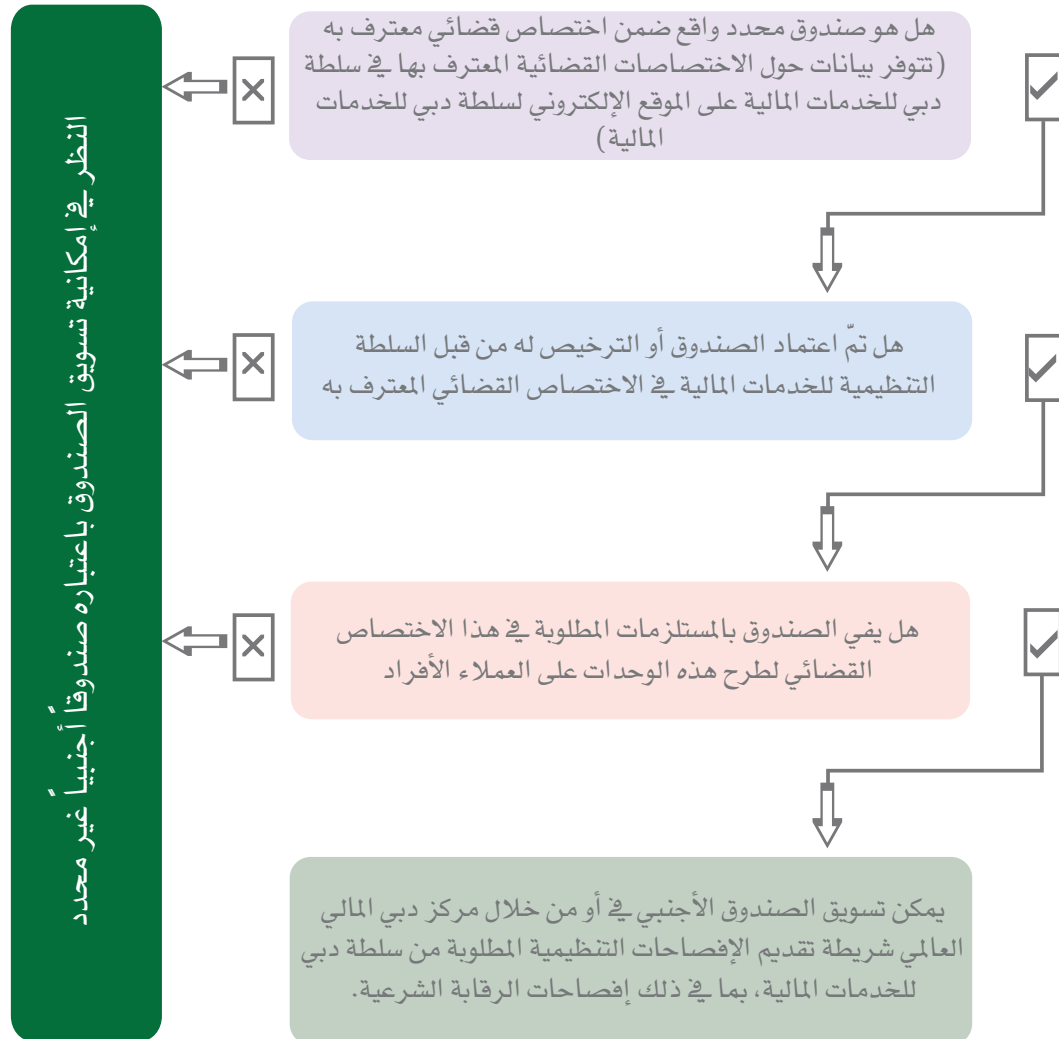 هل هو صندوق محدد واقع ضمن اختصاص قضائي معترف به
(تتوفر بيانات حول الاختصاصات القضائية المعترف بها في سلطة
دبي للخدمات المالية على الموقع الإلكتروني لسلطة دبي للخدمات
المالية)
هل تمّ اعتماد الصندوق أو الترخيص له من قبل السلطة
التنظيمية للخدمات المالية في الاختصاص القضائي المعترف به
هل يفي الصندوق بالمستلزمات المطلوبة في هذا الاختصاص
القضائي لطرح هذه الوحدات على العملاء الأفراد
يمكن تسويق الصندوق الأجنبي في أو من خلال مركز دبي المالي
العالمي شريطة تقديم الإفصاحات التنظيمية المطلوبة من سلطة دبي
للخدمات المالية، بما في ذلك إفصاحات الرقابة الشرعية.
النظر في إمكانية تسويق الصندوق باعتباره صندوقاً أجنبياً غير محدد